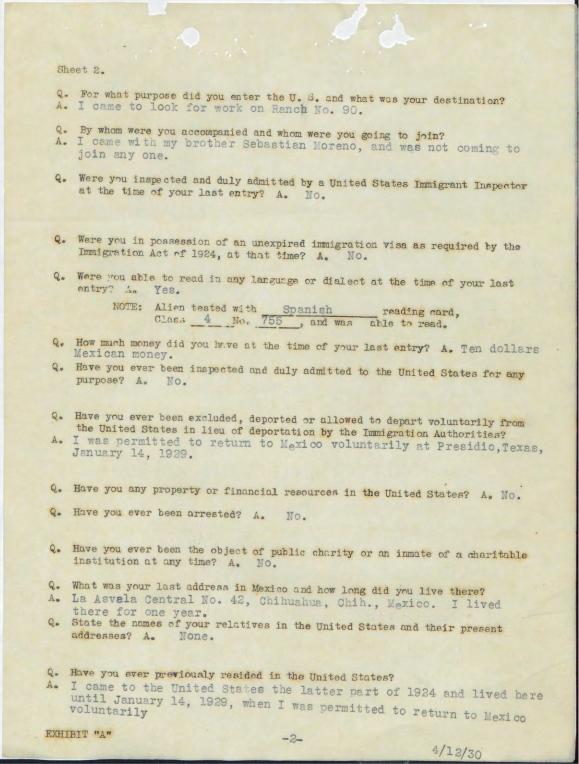 Sheet 2.
Q. For what purpose did you enter the U. S. and what was your destination?
A. I came to look for work on Ranch No. 90.
Q. By whom were you accompanied and whom were you going to join?
A. I came with my brother Sebastian Moreno, and was not coming to
join any one.
Q. Were you inspected and duly admitted by a United States Immigrant Inspector
at the time of your last entry? A. No.
Q. Were you in possession of an unexpired immigration visa as required by the
Immigration Act of 1924, at that time? A. No.
Q. Were you able to read in any language or dialect at the time of your last
entry? A. Yes.
NOTE: Alien tested with Spanish reading card,
Class 4 No. 755, and was able to read.
Q. How much money did you have at the time of your last entry? A. Ten dollars
Mexican money.
Q. Have you ever been inspected and duly admitted to the United States for any
purpose? A. No.
Q. Have you ever been excluded, deported or allowed to depart voluntarily from
the United States in lieu of deportation by the Immigration Authorities?
A. I was permitted to return to Mexico voluntarily at Presidio,Texas,
January 14, 1929.
Q. Have you any property or financial resources in the United States? A. No.
Q. Have you ever been arrested? A. No.
Q. Have you ever been the object of public charity or an inmate of a charitable
institution at any time? A. No.
Q. What was your last address in Mexico and how long did you live there?
A. La Asvela Central No. 42, Chihuahua, Chih., Mexico. I lived
there for one year.
Q. State the names of your relatives in the United States and their present
addresses? A. None.
Q. Have you ever previously resided in the United States?
A. I came to the United States the latter part of 1924 and lived here
until January 14, 1929, when I was permitted to return to Mexico
voluntarily
EXHIBIT "A"
-2-
4/12/30